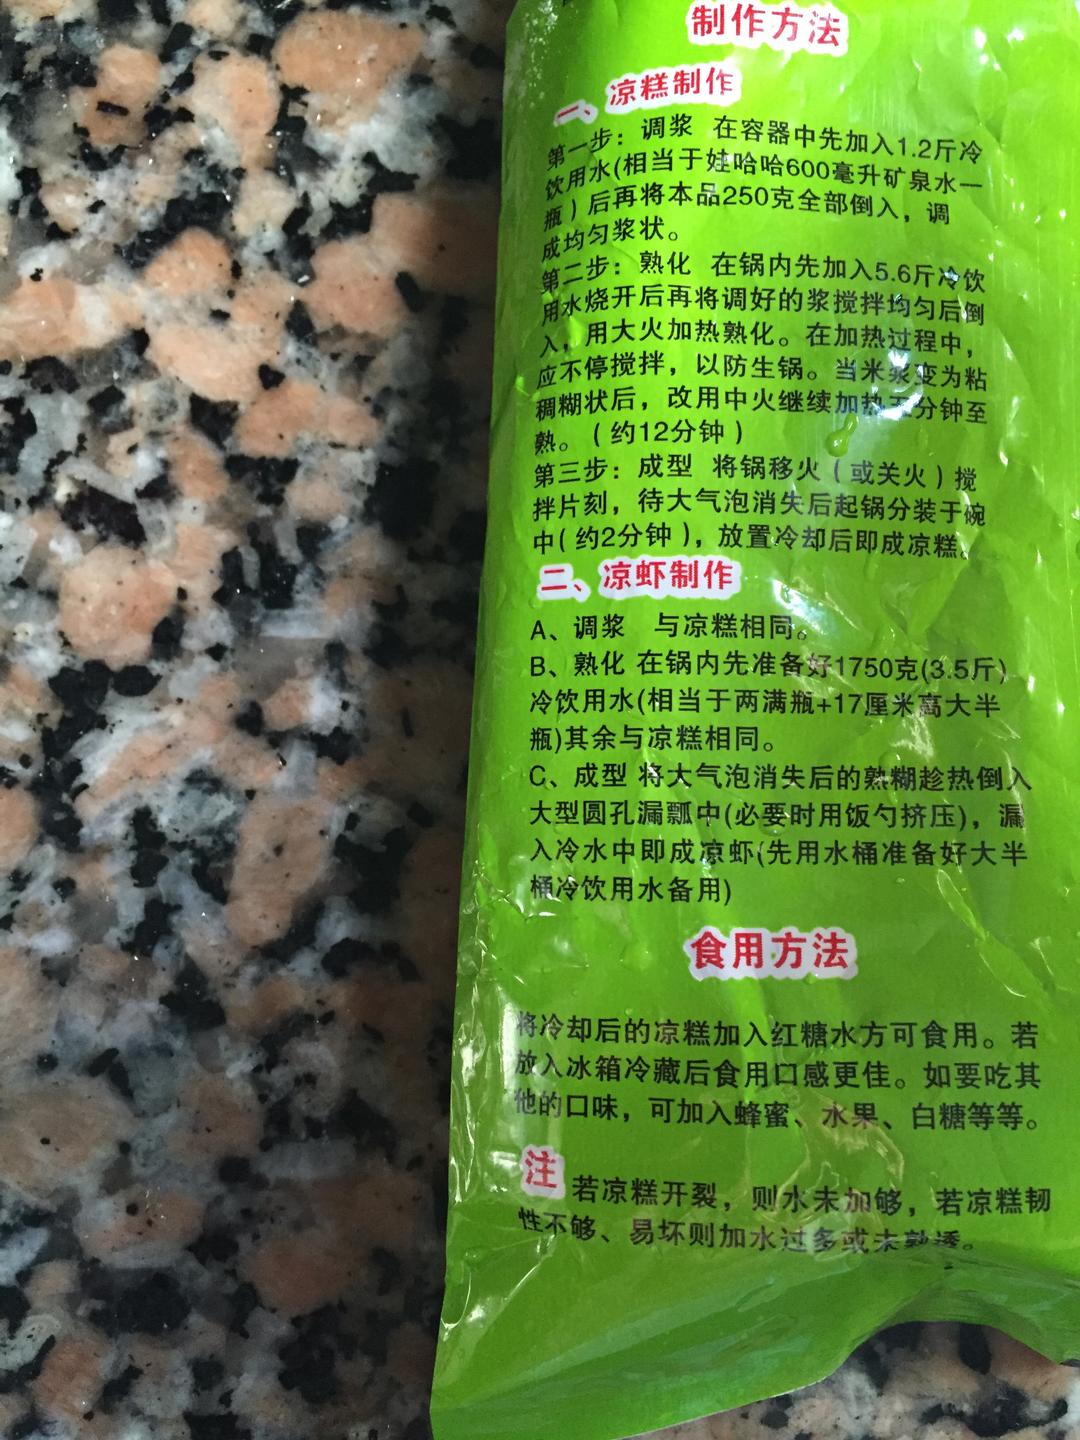 制作方法
一、凉糕制作
第一步：调浆 在容器中先加入1.2斤冷
饮用水(相当于娃哈哈600毫升矿泉水一
瓶)后再将本品250克全部倒入，调
成均匀浆状。
第二步：熟化 在锅内先加入5.6斤冷饮
用水烧开后再将调好的浆搅拌均匀后倒
入，用大火加热熟化。在加热过程中，
应不停搅拌，以防生锅。当米浆变为粘
稠糊状后，改用中火继续加热五分钟至
熟。(约12分钟)
第三步：成型 将锅移火(或关火)搅
拌片刻，待大气泡消失后起锅分装于碗
中(约2分钟)，放置冷却后即成凉糕。
二、凉虾制作
A、调浆 与凉糕相同。
B、熟化 在锅内先准备好1750克(3.5斤)
冷饮用水(相当于两满瓶+17厘米高大半
瓶)其余与凉糕相同。
C、成型 将大气泡消失后的熟糊趁热倒入
大型圆孔漏瓢中(必要时用饭勺挤压)，漏
入冷水中即成凉虾(先用水桶准备好大半
桶冷饮用水备用)
食用方法
将冷却后的凉糕加入红糖水方可食用。若
放入冰箱冷藏后食用口感更佳。如要吃其
他的口味，可加入蜂蜜、水果、白糖等等。
注 若凉糕开裂，则水未加够，若凉糕韧
性不够、易坏则加水过多或未熟透。